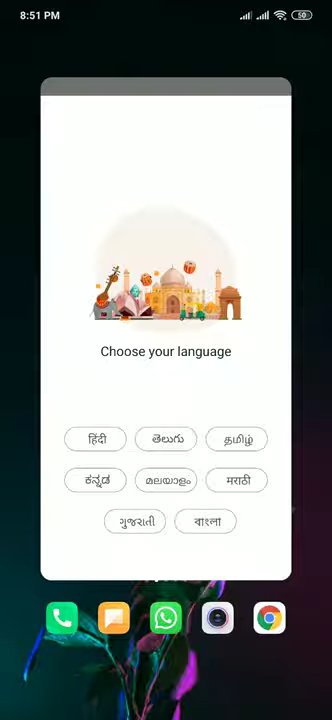 8:51 PM 50
Choose your language
हिंदी తెలుగు தமிழ்
ಕನ್ನಡ മലയാളം मराठी
ગુજરાતી বাংলা